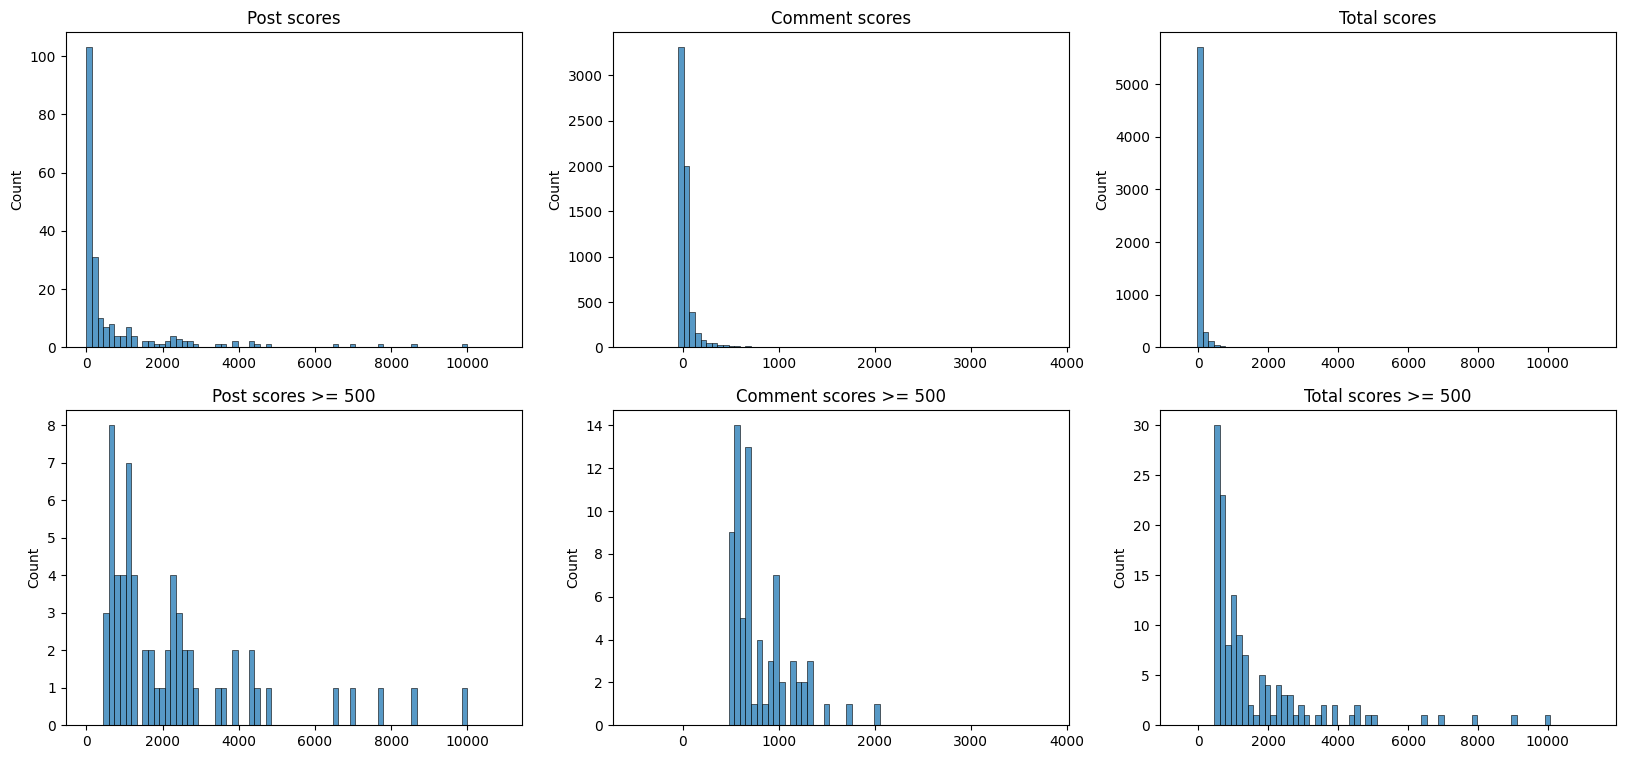 Post scores
Comment scores
Total scores
Count
100
80
60
40
20
0
0 2000 4000 6000 8000 10000
Count
3000
2500
2000
1500
1000
500
0
0 1000 2000 3000 4000
Count
5000
4000
3000
2000
1000
0
0 2000 4000 6000 8000 10000
Post scores >= 500
Comment scores >= 500
Total scores >= 500
Count
8
7
6
5
4
3
2
1
0
0 2000 4000 6000 8000 10000
Count
14
12
10
8
6
4
2
0
0 1000 2000 3000 4000
Count
30
25
20
15
10
5
0
0 2000 4000 6000 8000 10000